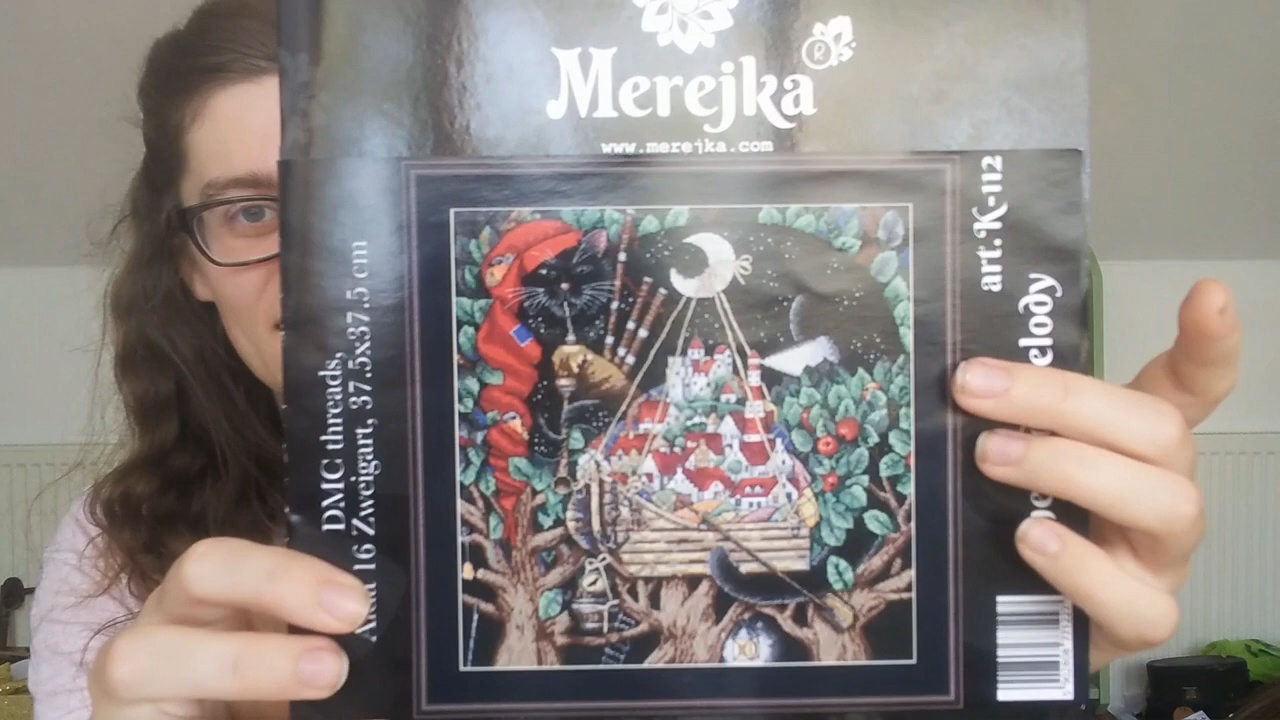 Merejka
R
www.merejka.com
art.K-112
elody
DMC threads,
Aida 16 Zweigart, 37.5x37.5 cm